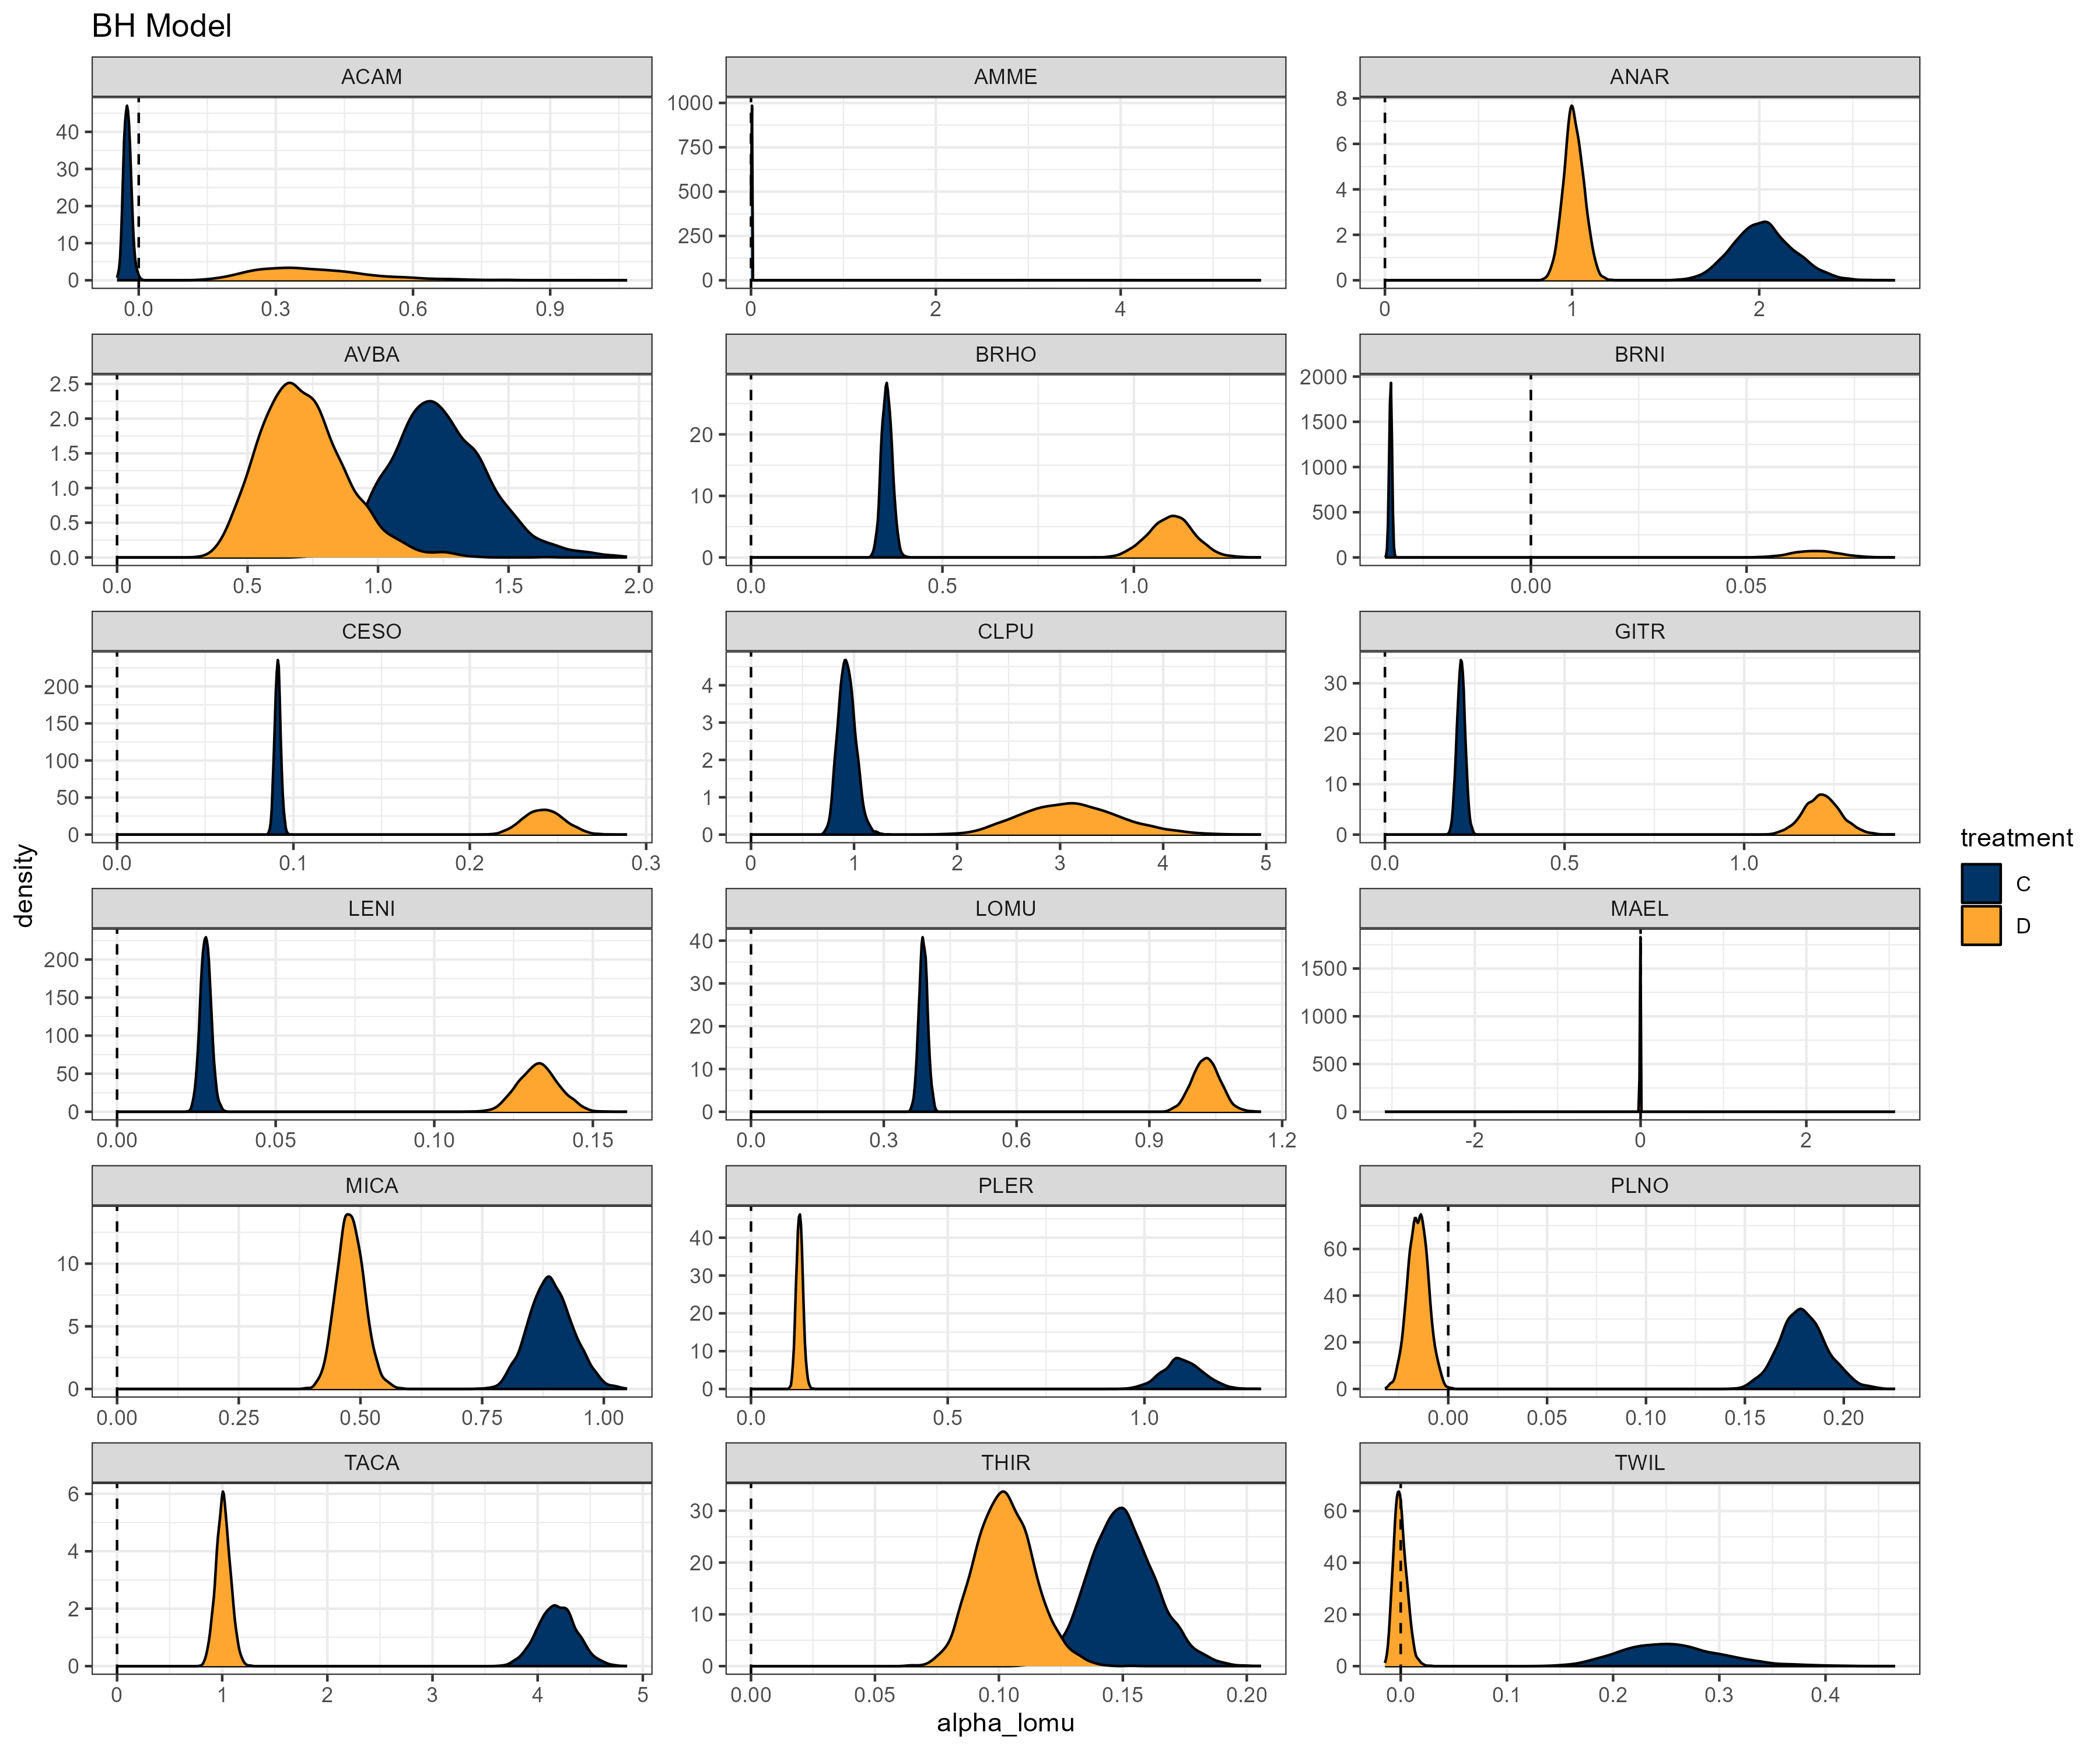 BH Model
ACAM AMME ANAR
40 30 20 10 0
0.0 0.3 0.6 0.9
1000 750 500 250 0
0 2 4
8 6 4 2 0
0 1 2
AVBA BRHO BRNI
2.5 2.0 1.5 1.0 0.5 0.0
0.0 0.5 1.0 1.5 2.0
20 10 0
0.0 0.5 1.0
2000 1500 1000 500 0
0.00 0.05
CESO CLPU GITR
200 150 100 50 0
0.0 0.1 0.2 0.3
4 3 2 1 0
0 1 2 3 4 5
30 20 10 0
0.0 0.5 1.0
LENI LOMU MAEL
200 150 100 50 0
0.00 0.05 0.10 0.15
40 30 20 10 0
0.0 0.3 0.6 0.9 1.2
1500 1000 500 0
-2 0 2
MICA PLER PLNO
10 5 0
0.00 0.25 0.50 0.75 1.00
40 30 20 10 0
0.0 0.5 1.0
60 40 20 0
0.00 0.05 0.10 0.15 0.20
TACA THIR TWIL
6 4 2 0
0 1 2 3 4 5
30 20 10 0
0.00 0.05 0.10 0.15 0.20
60 40 20 0
0.0 0.1 0.2 0.3 0.4
density
alpha_lomu
treatment
C
D